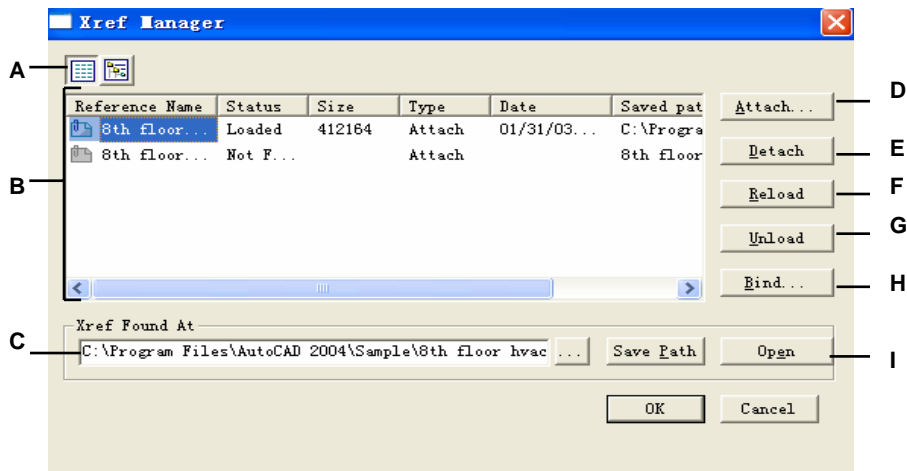 Xref Manager
A
Reference Name Status Size Type Date Saved pat
8th floor... Loaded 412164 Attach 01/31/03... C:\Progra
8th floor... Not F... Attach 8th floor
B
Attach... D
Detach E
Reload F
Unload G
Bind... H
Xref Found At
C C:\Program Files\AutoCAD 2004\Sample\8th floor hvac ... Save Path Open I
OK Cancel